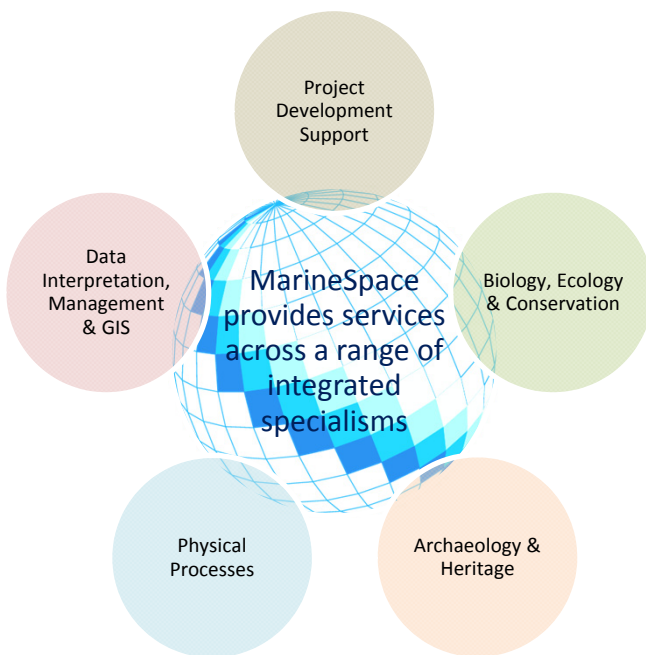 Project
Development
Support
Data
Interpretation,
Management
& GIS
MarineSpace
provides services
across a range of
integrated
specialisms
Biology, Ecology
& Conservation
Physical
Processes
Archaeology &
Heritage